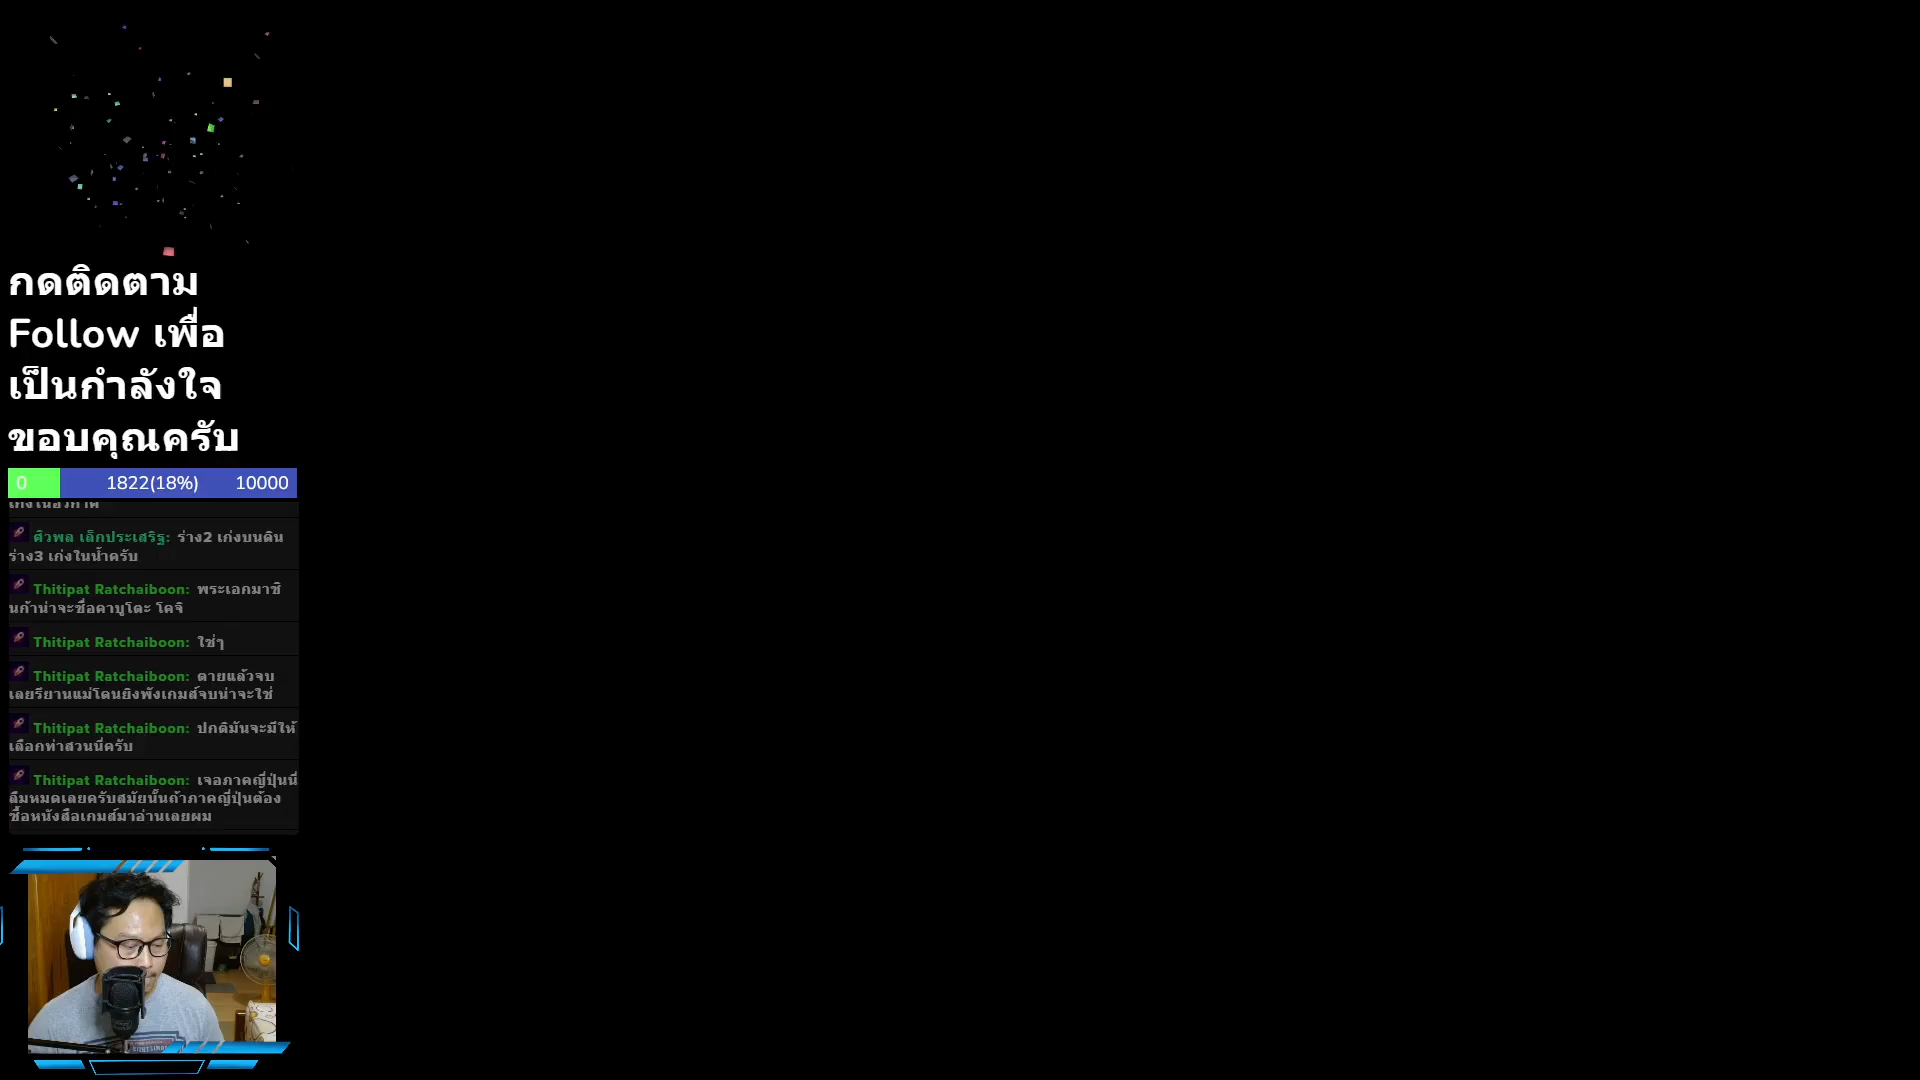 กดติดตาม
Follow เพื่อ
เป็นกำลังใจ
ขอบคุณครับ
0 1822(18%) 10000
ศิวพล เล็กประเสริฐ: ร่าง2 เก่งบนดิน
ร่าง3 เก่งในน้ำครับ
Thitipat Ratchaiboon: พระเอกมาชิ
นก้าน่าจะชื่อคาบูโตะ โคจิ
Thitipat Ratchaiboon: ใช่ๆ
Thitipat Ratchaiboon: ตายแล้วจบ
เลยรียานแม่โดนยิงพังเกมส์จบน่าจะใช่
Thitipat Ratchaiboon: ปกติมันจะมีให้
เลือกท่าสวนนี่ครับ
Thitipat Ratchaiboon: เจอภาคญี่ปุ่นนี่
ลืมหมดเลยครับสมัยนั้นถ้าภาคญี่ปุ่นต้อง
ซื้อหนังสือเกมส์มาอ่านเลยผม